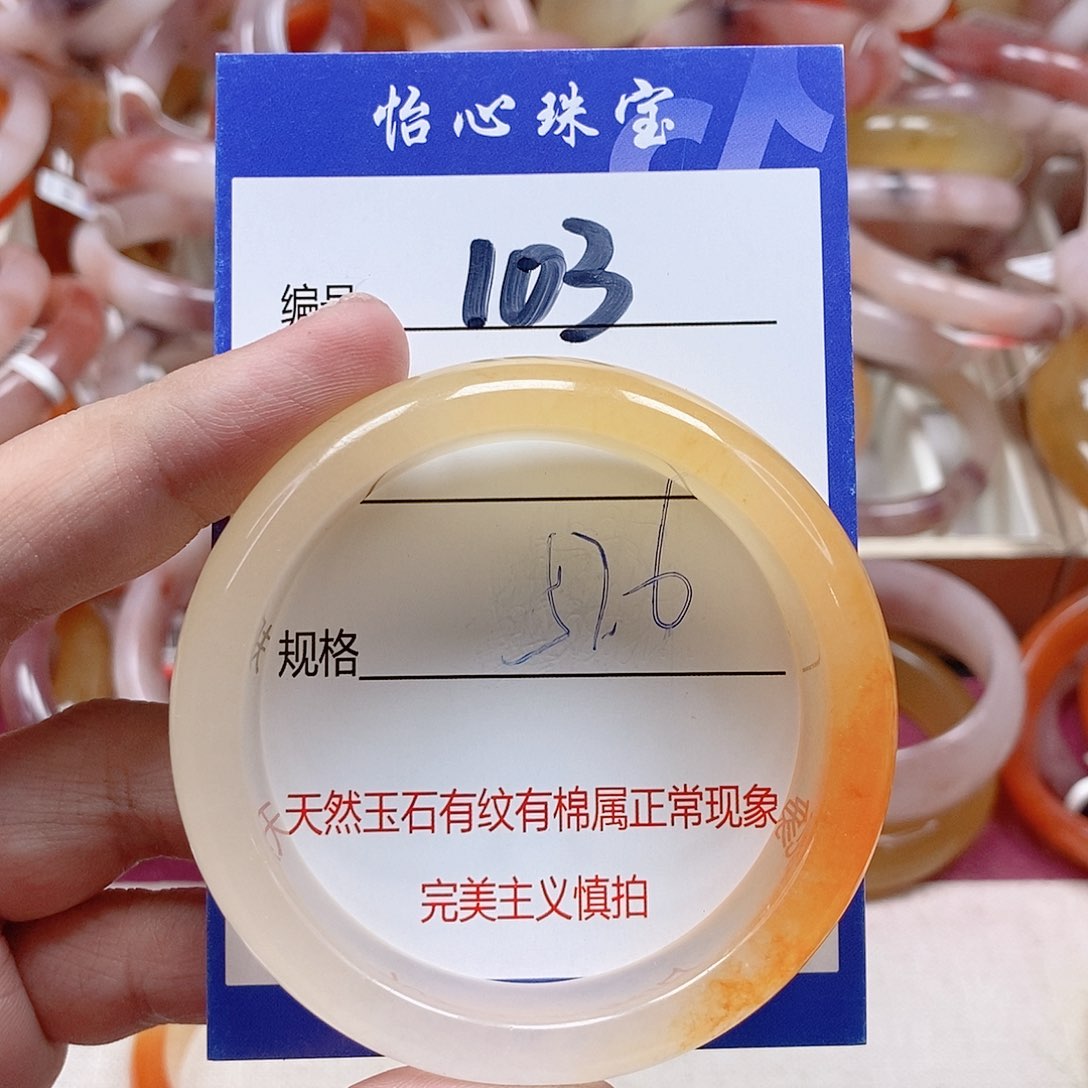 怡心珠宝
编号 103
规格 57.6
天然玉石有纹有棉属正常现象
完美主义慎拍